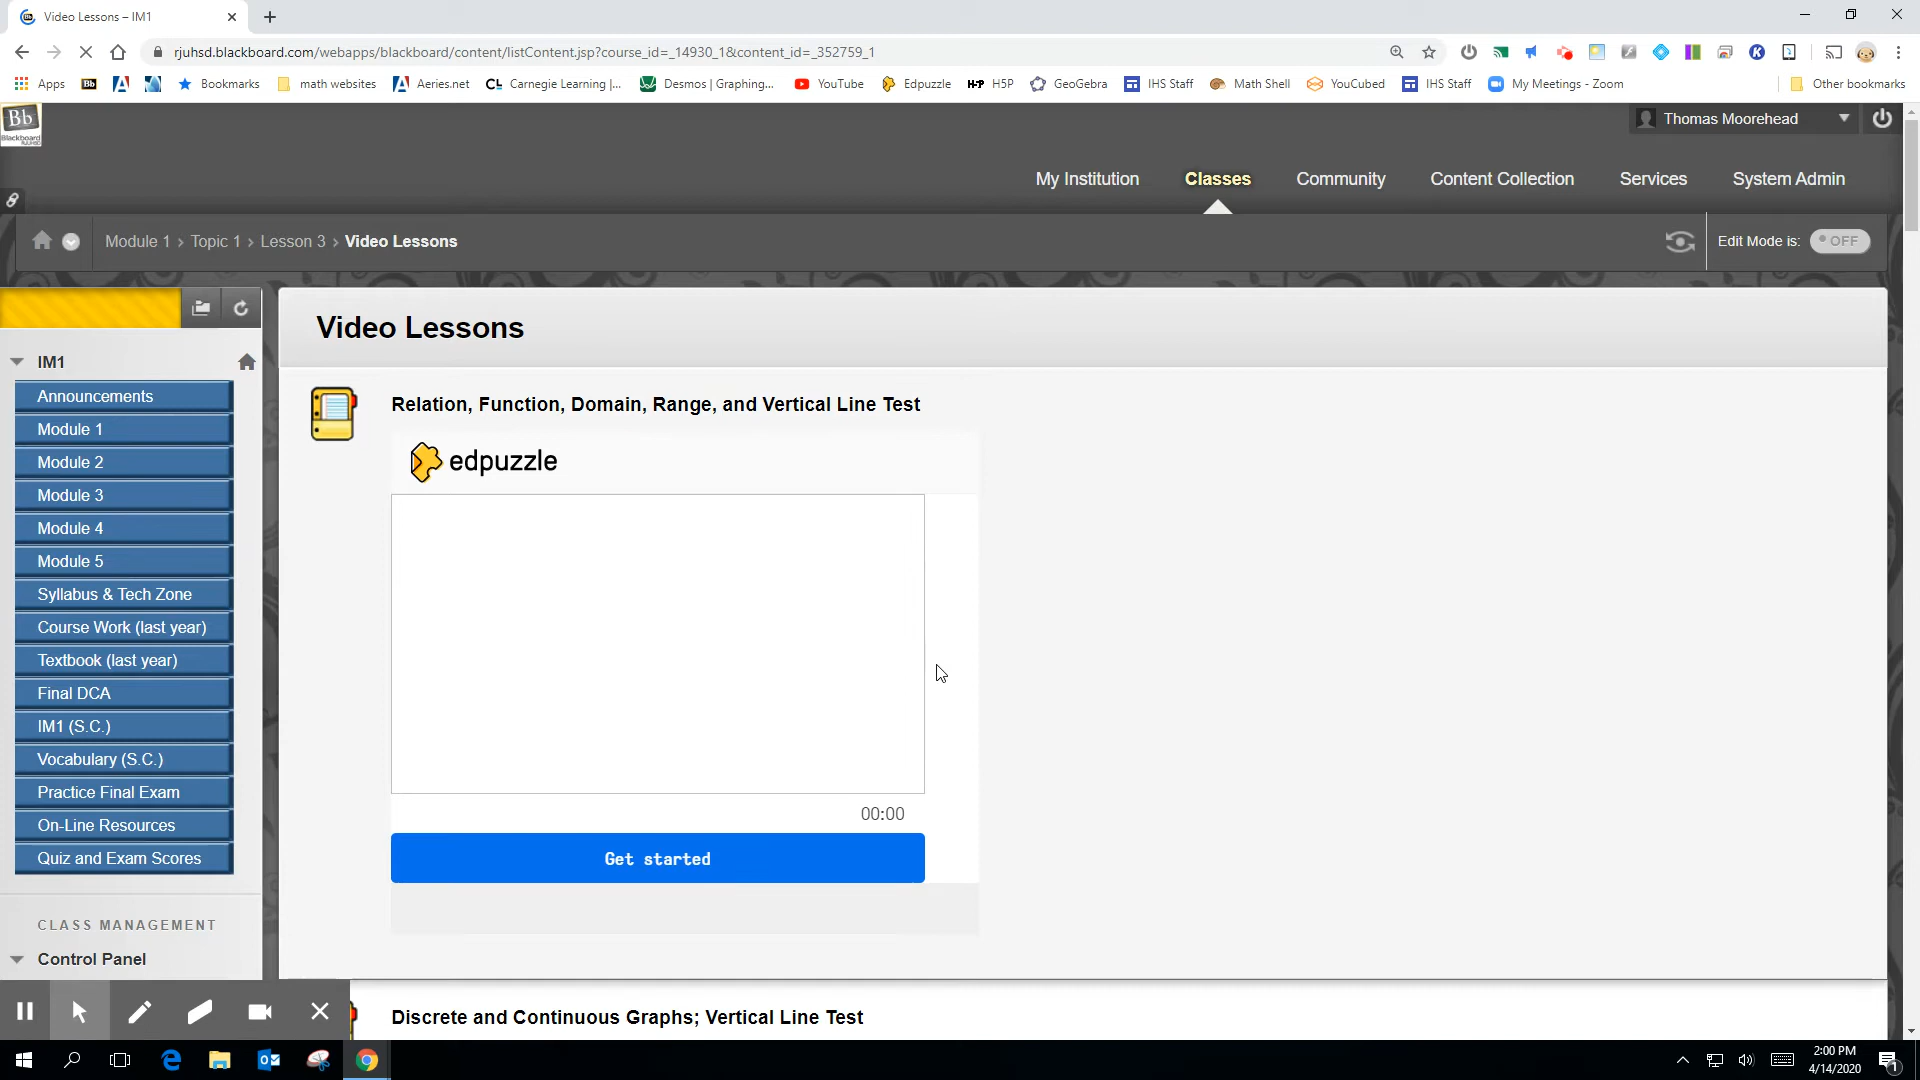 Video Lessons – IM1
rjuhsd.blackboard.com/webapps/blackboard/content/listContent.jsp?course_id=_14930_1&content_id=_352759_1
Apps Bb Bookmarks math websites Aeries.net CL Carnegie Learning |... Desmos | Graphing... YouTube Edpuzzle H-P H5P GeoGebra IHS Staff Math Shell YouCubed IHS Staff My Meetings - Zoom Other bookmarks
Bb
Blackboard
Thomas Moorehead
My Institution Classes Community Content Collection Services System Admin
Module 1 > Topic 1 > Lesson 3 > Video Lessons
Edit Mode is: OFF
Video Lessons
IM1
Announcements
Module 1
Module 2
Module 3
Module 4
Module 5
Syllabus & Tech Zone
Course Work (last year)
Textbook (last year)
Final DCA
IM1 (S.C.)
Vocabulary (S.C.)
Practice Final Exam
On-Line Resources
Quiz and Exam Scores
CLASS MANAGEMENT
Control Panel
Relation, Function, Domain, Range, and Vertical Line Test
edpuzzle
00:00
Get started
Discrete and Continuous Graphs; Vertical Line Test
2:00 PM
4/14/2020
1